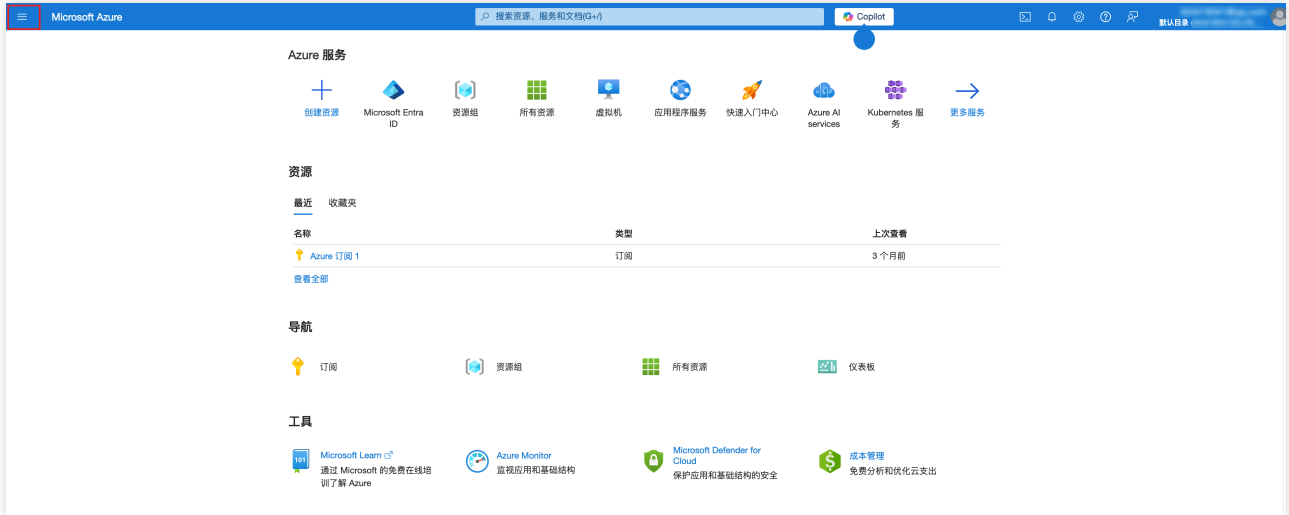 Microsoft Azure
搜索资源、服务和文档(G+/)
Copilot
默认目录
Azure 服务
创建资源
Microsoft Entra
ID
资源组
所有资源
虚拟机
应用程序服务
快速入门中心
Azure AI
services
Kubernetes 服
务
更多服务
资源
最近
收藏夹
名称
类型
上次查看
Azure 订阅 1
订阅
3 个月前
查看全部
导航
订阅
资源组
所有资源
仪表板
工具
101
Microsoft Learn
通过 Microsoft 的免费在线培
训了解 Azure
Azure Monitor
监视应用和基础结构
Microsoft Defender for
Cloud
保护应用和基础结构的安全
成本管理
免费分析和优化云支出